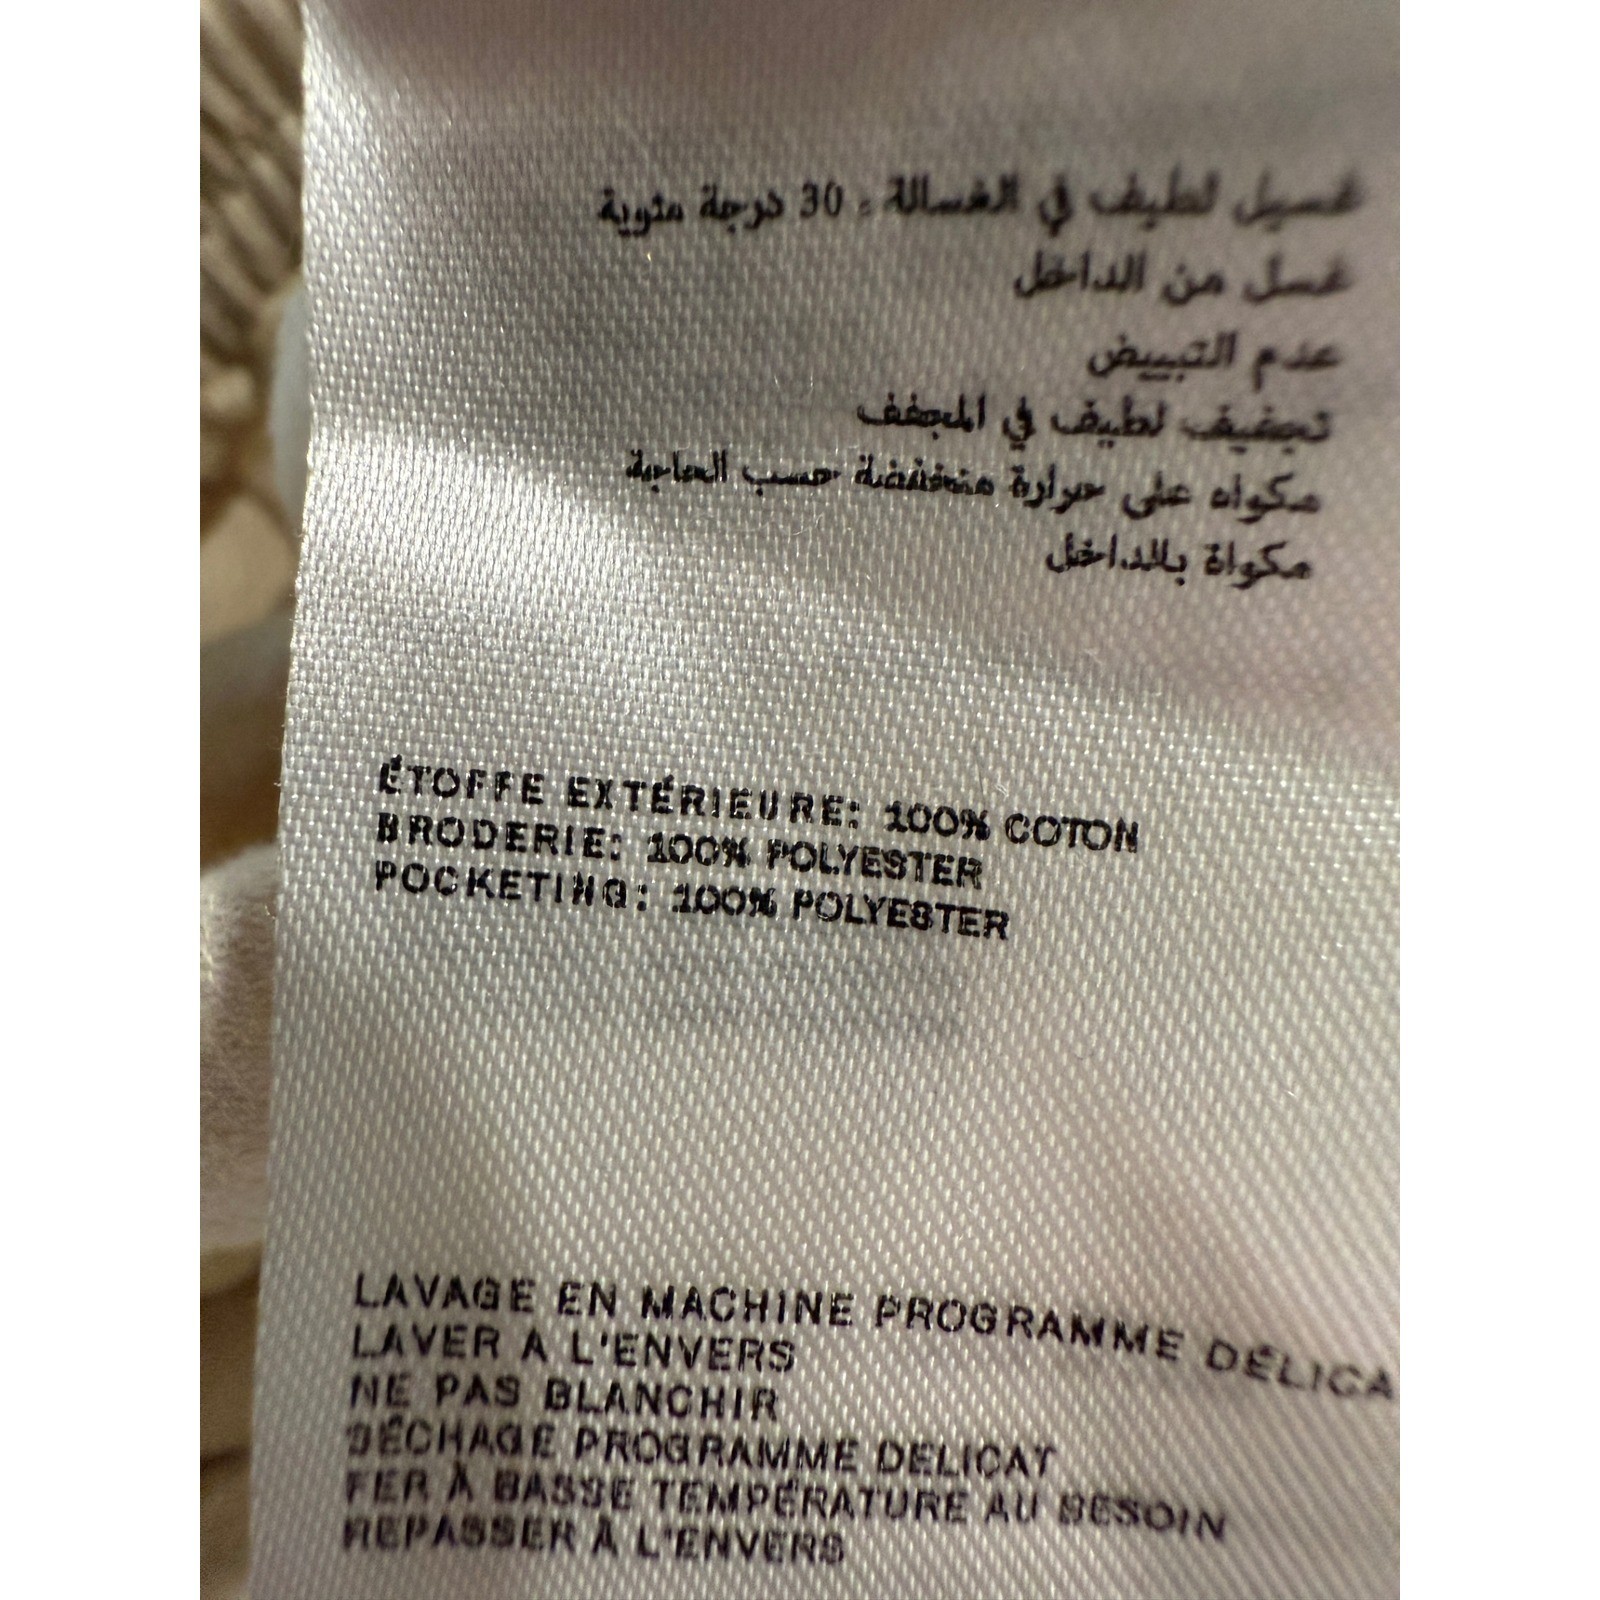 غسيل لطيف في الغسالة ، 30 درجة مئوية
غسل من الداخل
عدم التبييض
تجفيف لطيف في المجفف
مكواه على حرارة منخفضة حسب الحاجة
مكواة بالداخل
ÉTOFFE EXTÉRIEURE: 100% COTON
BRODERIE: 100% POLYESTER
POCKETING: 100% POLYESTER
LAVAGE EN MACHINE PROGRAMME DÉLICA
LAVER A L'ENVERS
NE PAS BLANCHIR
SÉCHAGE PROGRAMME DELICAT
FER À BASSE TEMPÉRATURE AU BESOIN
REPASSER À L'ENVERS